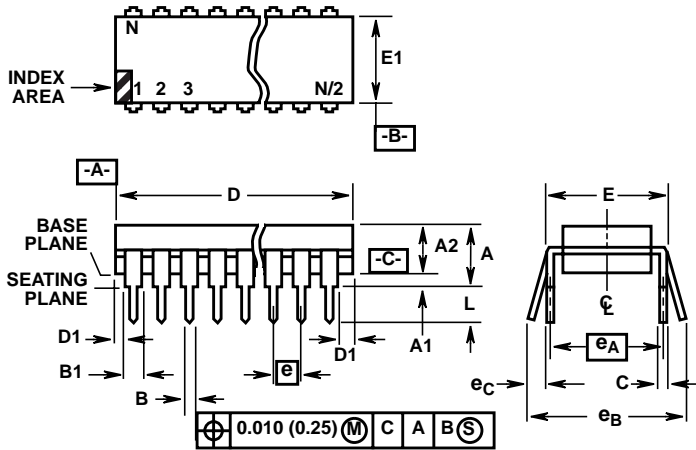 N
INDEX
AREA
1 2 3 N/2
E1
-B-
-A-
D
E
BASE
PLANE
A2
A
-C-
SEATING
PLANE
L
C L
D1
A1
D1
B1
e
eA
B
eC
C
eB
0.010 (0.25) M C A B S